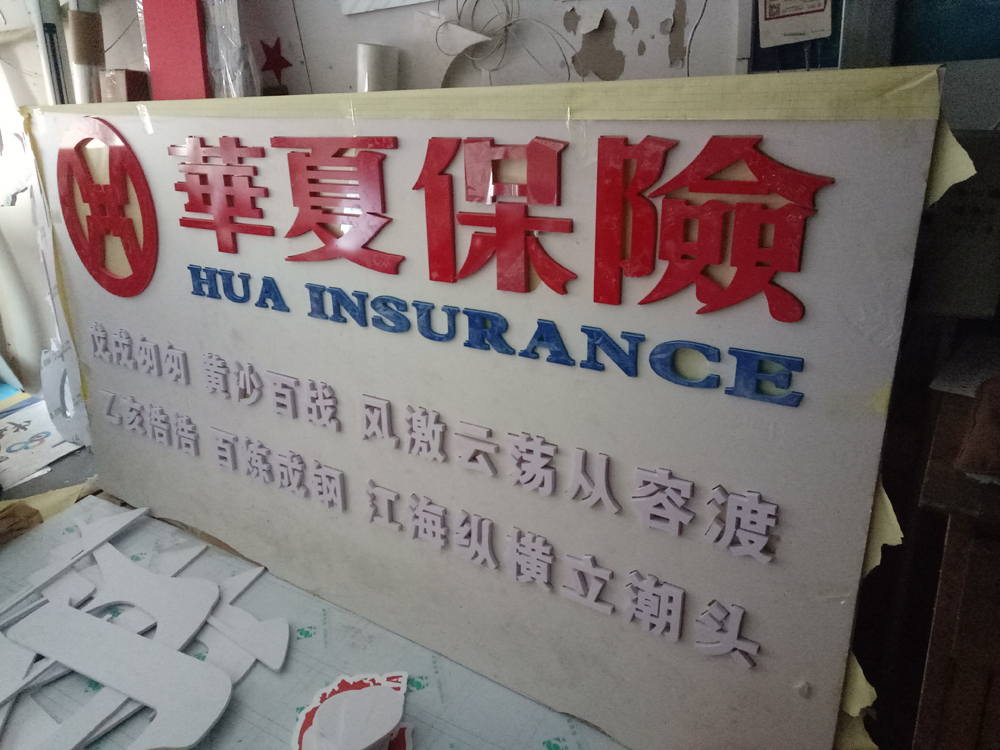 華夏保險
HUA INSURANCE
戊戌匆匆 黄沙百战 风激云荡从容渡
乙亥浩浩 百炼成钢 江海纵横立潮头